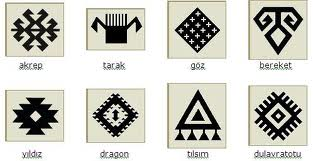 akrep tarak göz bereket
yıldız dragon tılsım dulavratotu